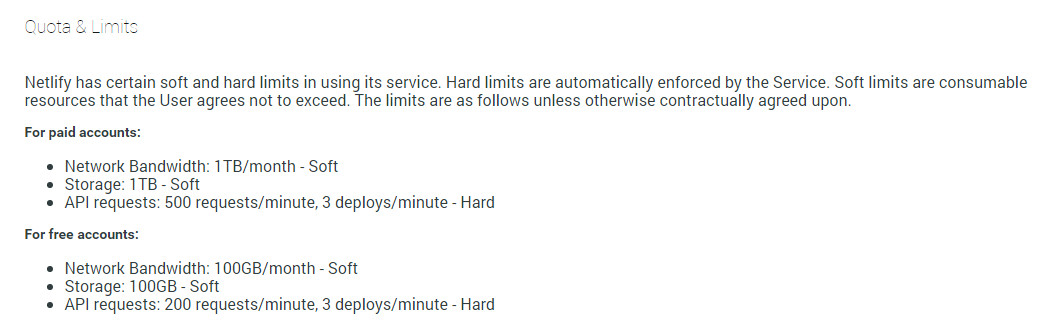 Quota & Limits
Netlify has certain soft and hard limits in using its service. Hard limits are automatically enforced by the Service. Soft limits are consumable
resources that the User agrees not to exceed. The limits are as follows unless otherwise contractually agreed upon.
For paid accounts:
• Network Bandwidth: 1TB/month - Soft
• Storage: 1TB - Soft
• API requests: 500 requests/minute, 3 deploys/minute - Hard
For free accounts:
• Network Bandwidth: 100GB/month - Soft
• Storage: 100GB - Soft
• API requests: 200 requests/minute, 3 deploys/minute - Hard